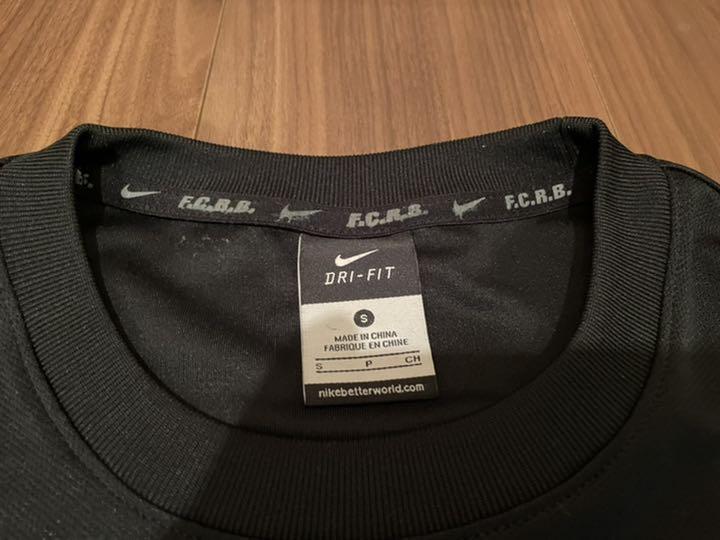 B. F.C.R.B. F.C.R.B. F.C.R.B.
DRI-FIT
S
MADE IN CHINA
FABRIQUE EN CHINE
S P CH
nikebetterworld.com